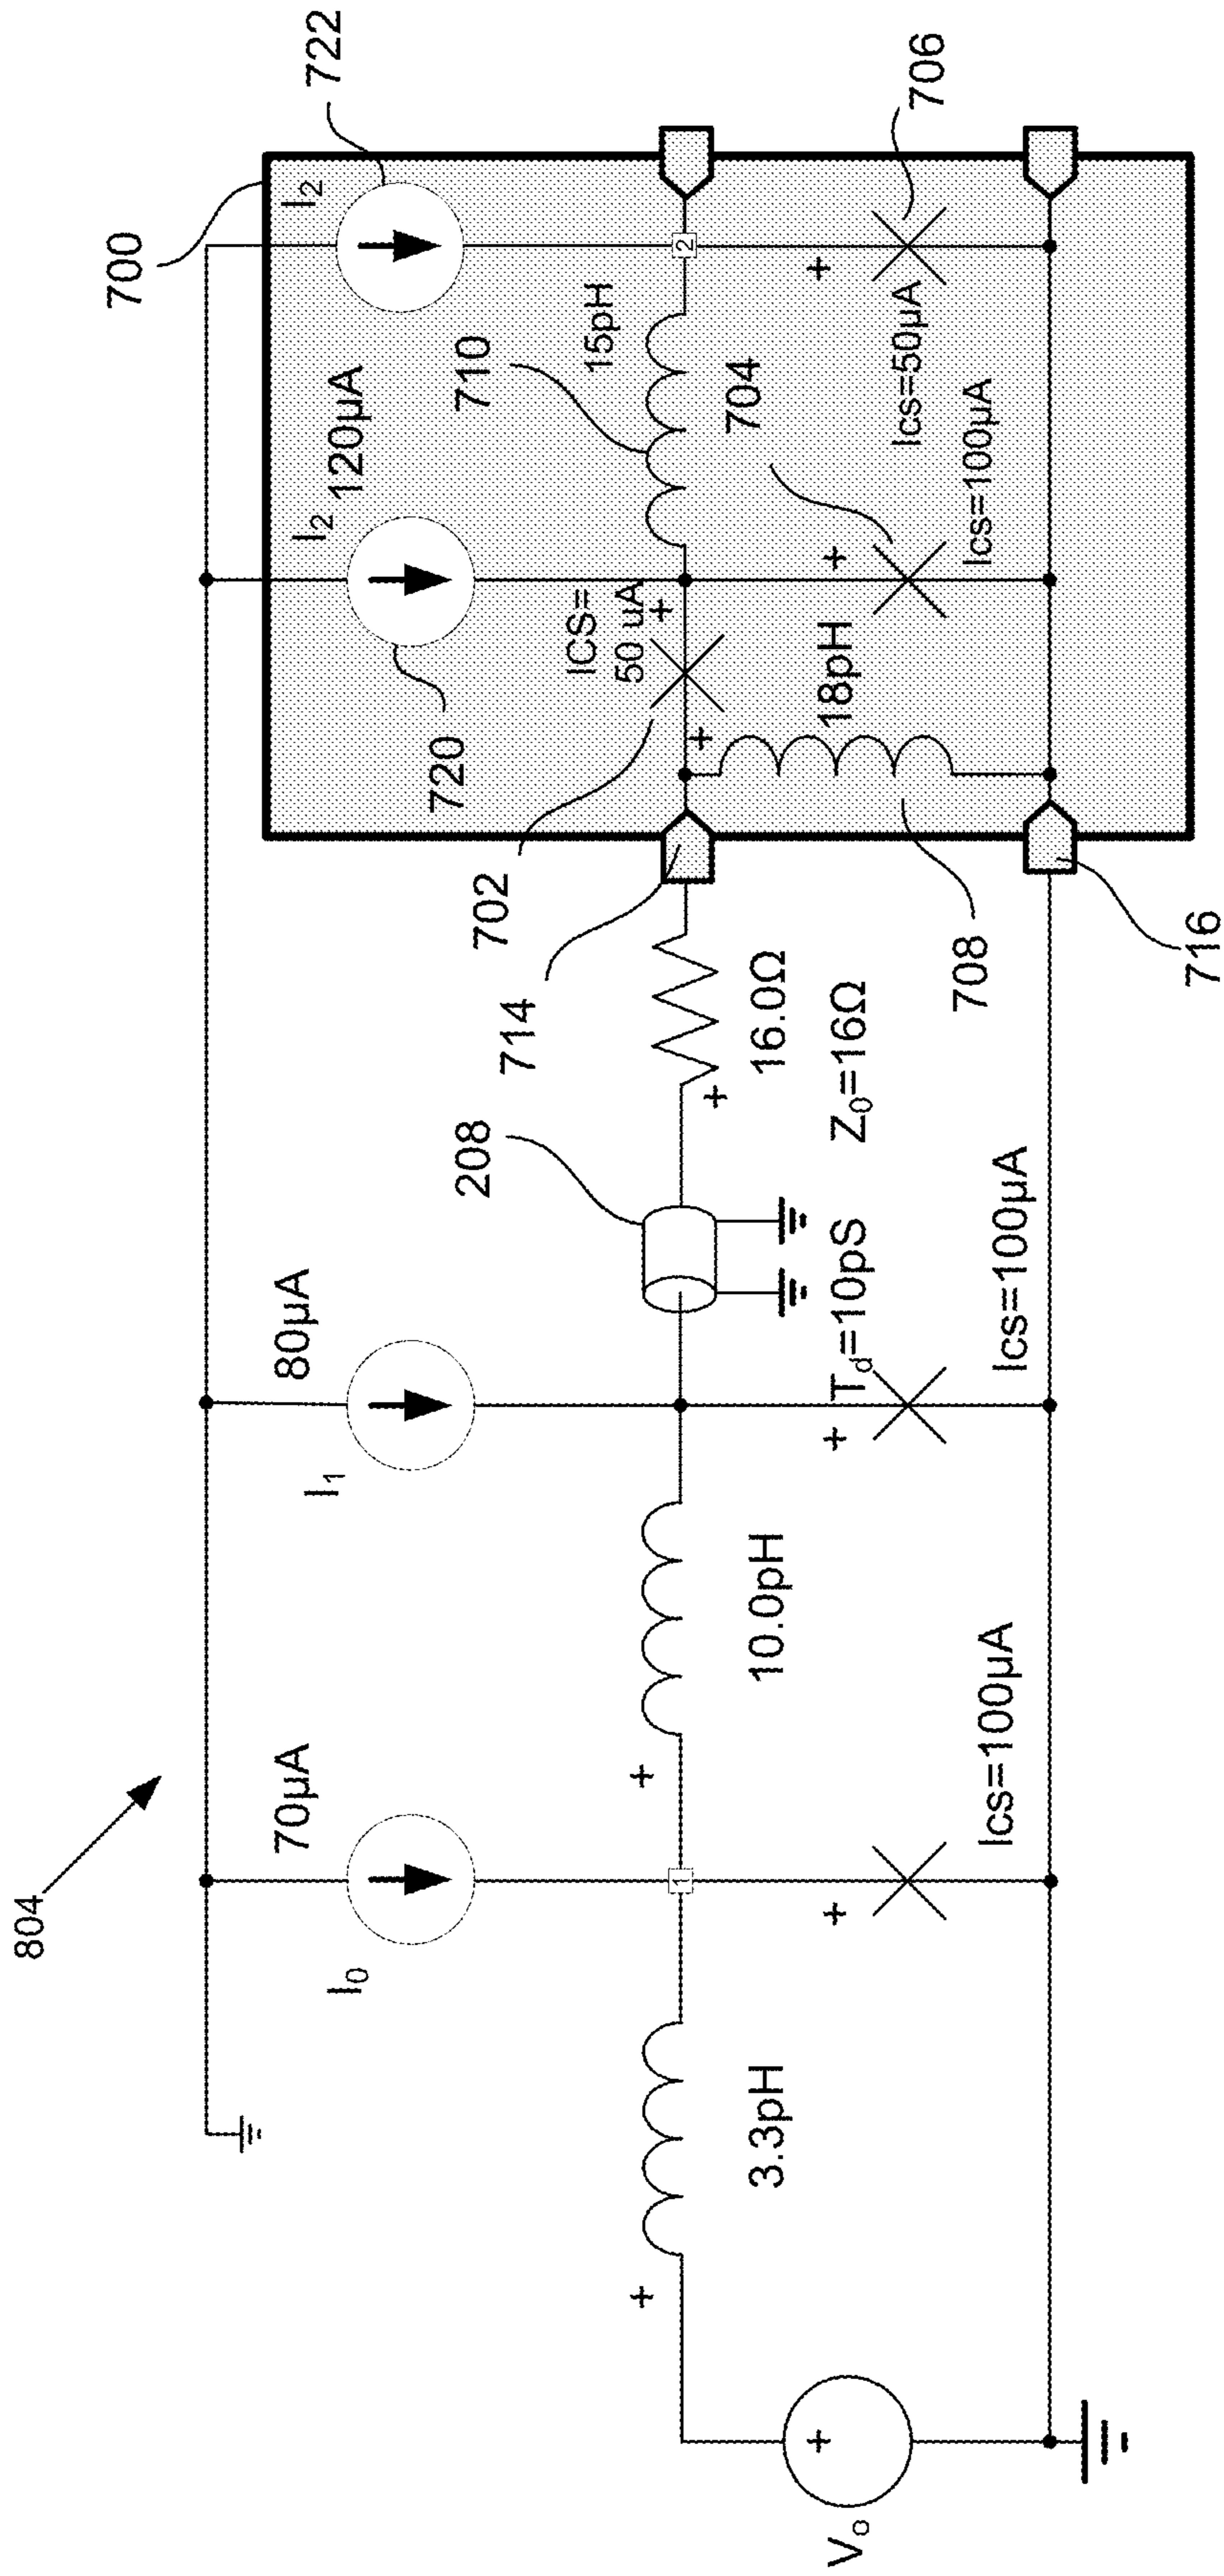 804
70µA
80µA
I₀
I₁
700
722
I₂
I₂
120µA
720
710
15pH
ICS=
50 uA
704
706
Ics=50µA
Ics=100µA
702
714
18pH
708
716
208
16.0Ω
Z₀=16Ω
T_d=10pS
Ics=100µA
Ics=100µA
10.0pH
3.3pH
V₀
1
2
+
+
+
+
+
+
+
+
+
+